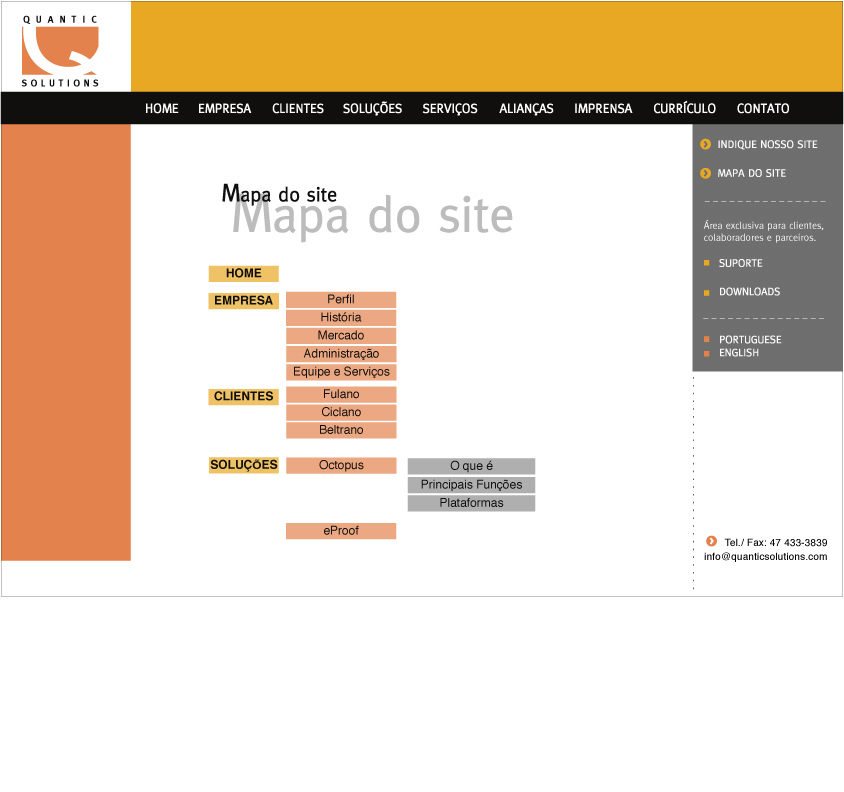 QUANTIC
SOLUTIONS
HOME EMPRESA CLIENTES SOLUÇÕES SERVIÇOS ALIANÇAS IMPRENSA CURRÍCULO CONTATO
Mapa do site
Mapa do site
HOME
EMPRESA
Perfil
História
Mercado
Administração
Equipe e Serviços
CLIENTES
Fulano
Ciclano
Beltrano
SOLUÇÕES
Octopus
O que é
Principais Funções
Plataformas
eProof
INDIQUE NOSSO SITE
MAPA DO SITE
Área exclusiva para clientes,
colaboradores e parceiros.
SUPORTE
DOWNLOADS
PORTUGUESE
ENGLISH
Tel./ Fax: 47 433-3839
info@quanticsolutions.com